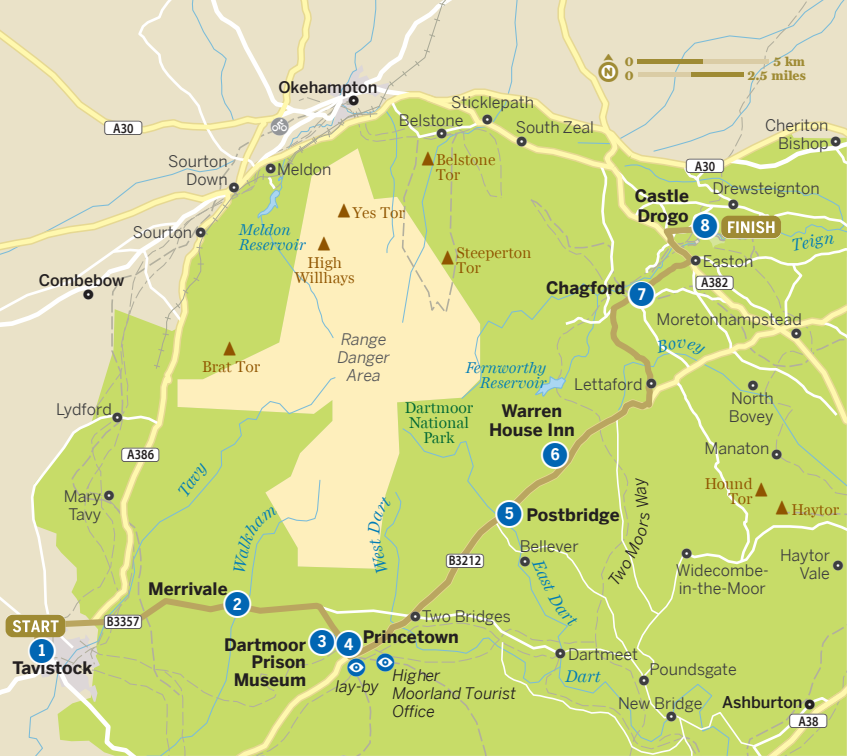 0 5 km
N
0 2.5 miles
Okehampton
Sticklepath
Belstone
South Zeal
A30
Cheriton
Bishop
Sourton
Down
Meldon
Belstone
Tor
A30
Castle
Drogo
Drewsteignton
Yes Tor
8
FINISH
Sourton
Meldon
Reservoir
High
Willhays
Steeperton
Tor
Teign
Easton
Combebow
Chagford
7
A382
Moretonhampstead
Range
Danger
Area
Brat Tor
Bovey
Fernworthy
Reservoir
Lettaford
North
Bovey
Lydford
Dartmoor
National
Park
Warren
House Inn
6
A386
Manaton
Tavy
Hound
Tor
Haytor
Mary
Tavy
5
Postbridge
Walkham
West Dart
Two Moors Way
Bellever
B3212
East Dart
Widecombe-
in-the-Moor
Haytor
Vale
Merrivale
2
START
B3357
Two Bridges
1
Tavistock
Dartmoor
Prison
Museum
3
4
Princetown
lay-by
Higher
Moorland Tourist
Office
Dartmeet
Dart
Poundsgate
New Bridge
Ashburton
A38